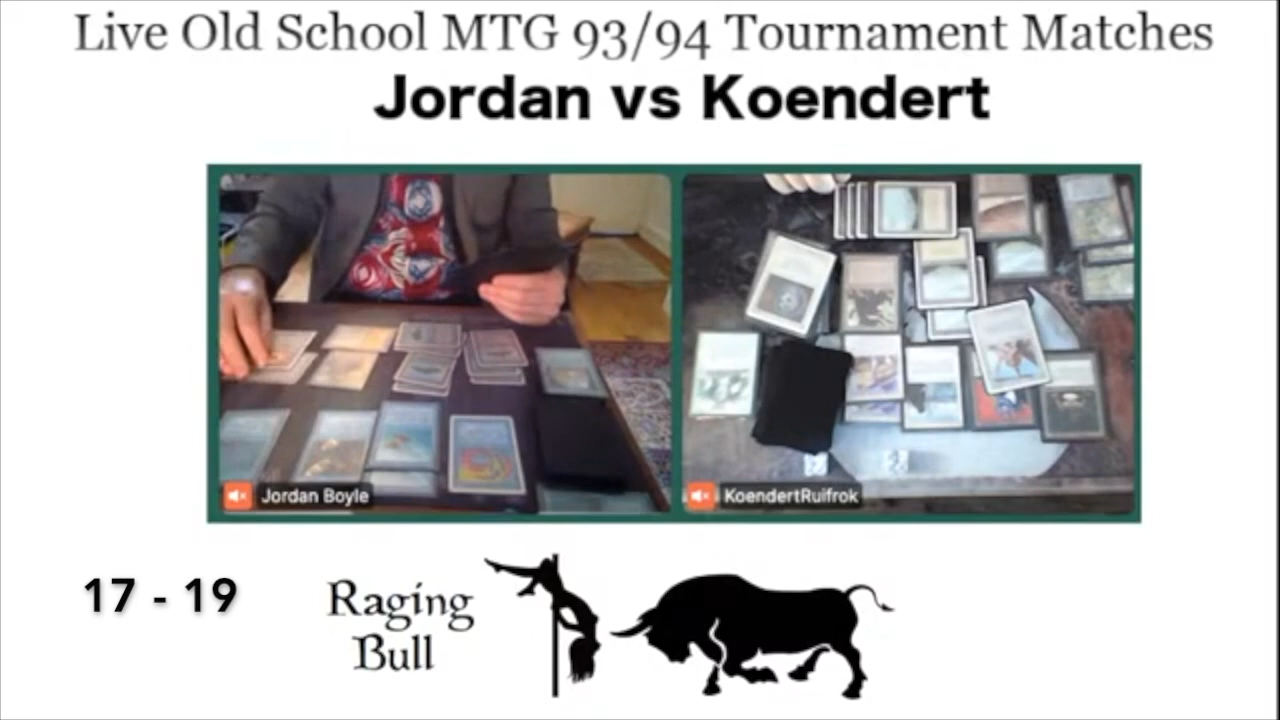 Live Old School MTG 93/94 Tournament Matches
Jordan vs Koendert
Jordan Boyle
KoendertRuifrok
17 - 19
Raging
Bull